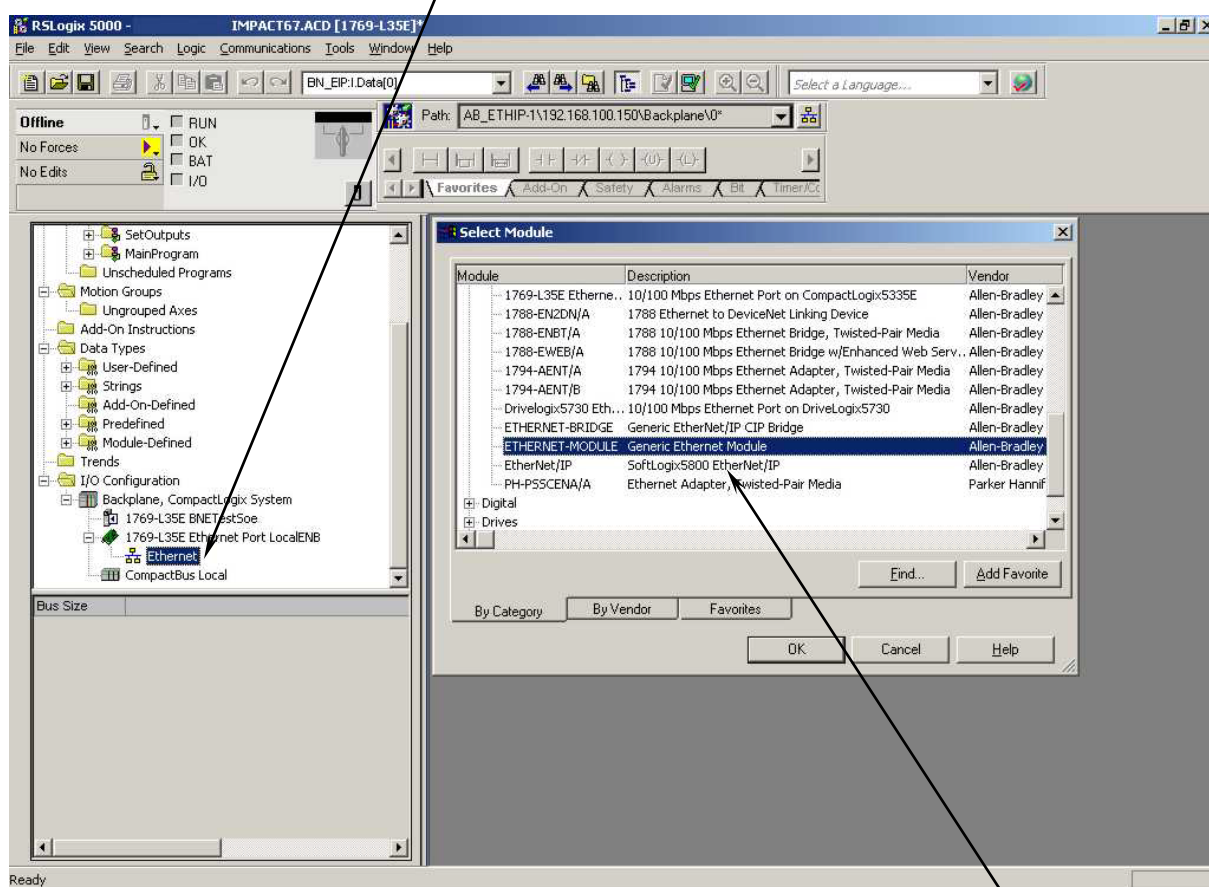 RSLogix 5000 - IMPACT67.ACD [1769-L35E]*
File Edit View Search Logic Communications Tools Window Help
BN_EIP:I.Data[0]
Select a Language...
Offline
RUN
No Forces
OK
No Edits
BAT
I/O
Path: AB_ETHIP-1\192.168.100.150\Backplane\0*
Favorites Add-On Safety Alarms Bit Timer/Cc
SetOutputs
MainProgram
Unscheduled Programs
Motion Groups
Ungrouped Axes
Add-On Instructions
Data Types
User-Defined
Strings
Add-On-Defined
Predefined
Module-Defined
Trends
I/O Configuration
Backplane, CompactLogix System
1769-L35E BNETestSoe
1769-L35E Ethernet Port LocalENB
Ethernet
CompactBus Local
Bus Size
Select Module
Module Description Vendor
1769-L35E Etherne.. 10/100 Mbps Ethernet Port on CompactLogix5335E Allen-Bradley
1788-EN2DN/A 1788 Ethernet to DeviceNet Linking Device Allen-Bradley
1788-ENBT/A 1788 10/100 Mbps Ethernet Bridge, Twisted-Pair Media Allen-Bradley
1788-EWEB/A 1788 10/100 Mbps Ethernet Bridge w/Enhanced Web Serv.. Allen-Bradley
1794-AENT/A 1794 10/100 Mbps Ethernet Adapter, Twisted-Pair Media Allen-Bradley
1794-AENT/B 1794 10/100 Mbps Ethernet Adapter, Twisted-Pair Media Allen-Bradley
Drivelogix5730 Eth... 10/100 Mbps Ethernet Port on DriveLogix5730 Allen-Bradley
ETHERNET-BRIDGE Generic EtherNet/IP CIP Bridge Allen-Bradley
ETHERNET-MODULE Generic Ethernet Module Allen-Bradley
EtherNet/IP SoftLogix5800 EtherNet/IP Allen-Bradley
PH-PSSCENA/A Ethernet Adapter, Twisted-Pair Media Parker Hannif
Digital
Drives
Find... Add Favorite
By Category By Vendor Favorites
OK Cancel Help
Ready